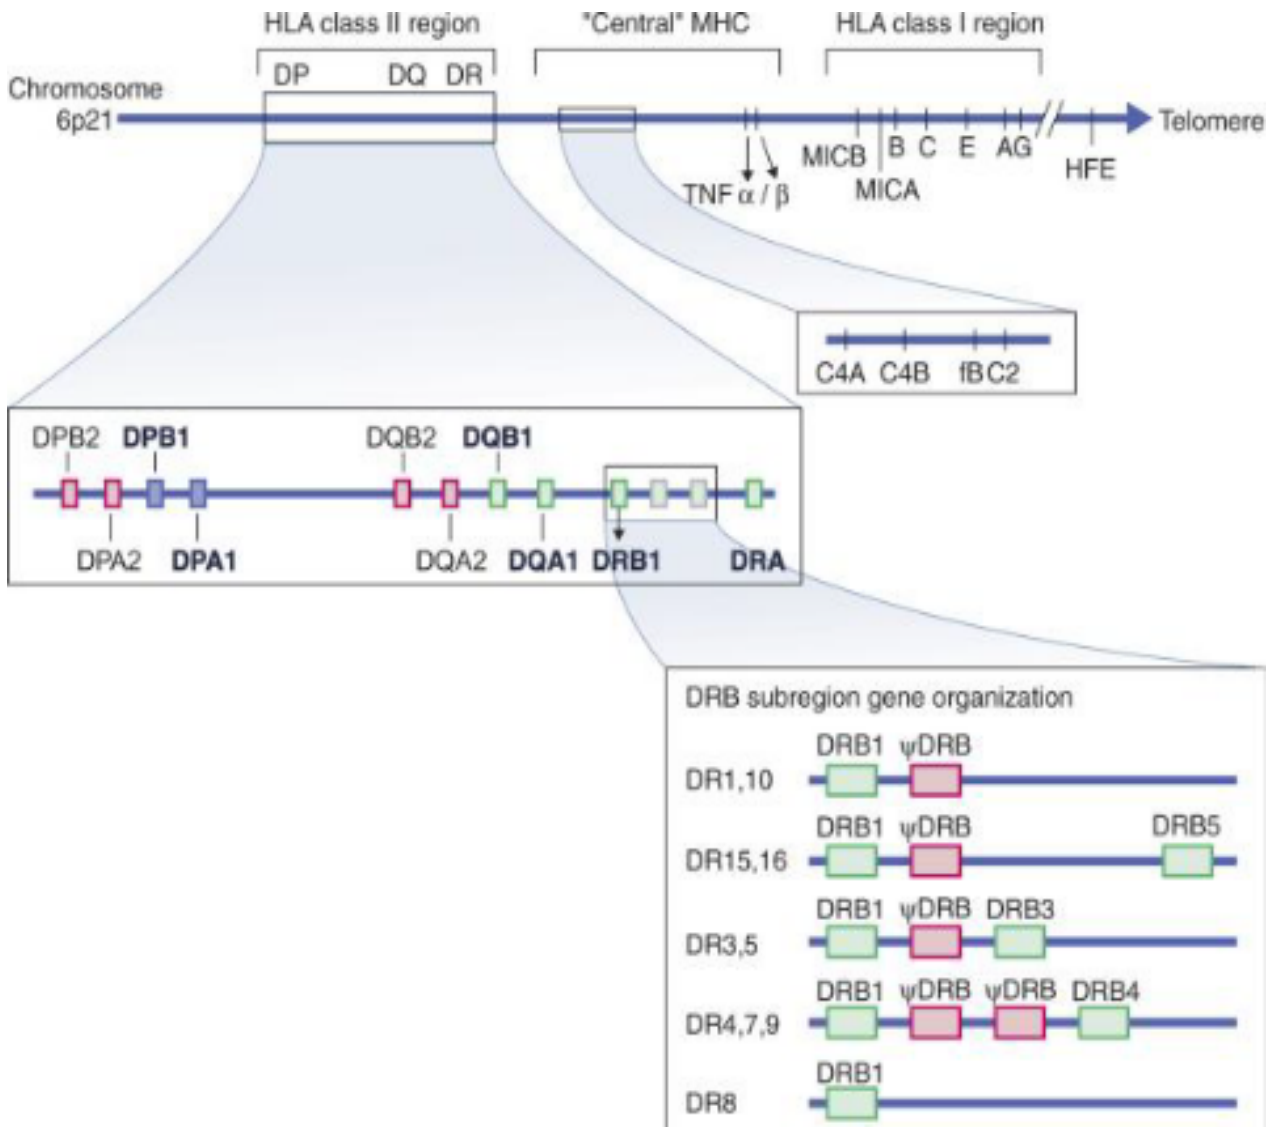 HLA class II region "Central" MHC HLA class I region
DP DQ DR
Chromosome
6p21
Telomere
MICB B C E A G
HFE
TNF α / β
MICA
C4A C4B fB C2
DPB2 DPB1 DQB2 DQB1
DPA2 DPA1 DQA2 DQA1 DRB1 DRA
DRB subregion gene organization
DRB1 ψDRB
DR1,10
DRB1 ψDRB DRB5
DR15,16
DRB1 ψDRB DRB3
DR3,5
DRB1 ψDRB ψDRB DRB4
DR4,7,9
DRB1
DR8